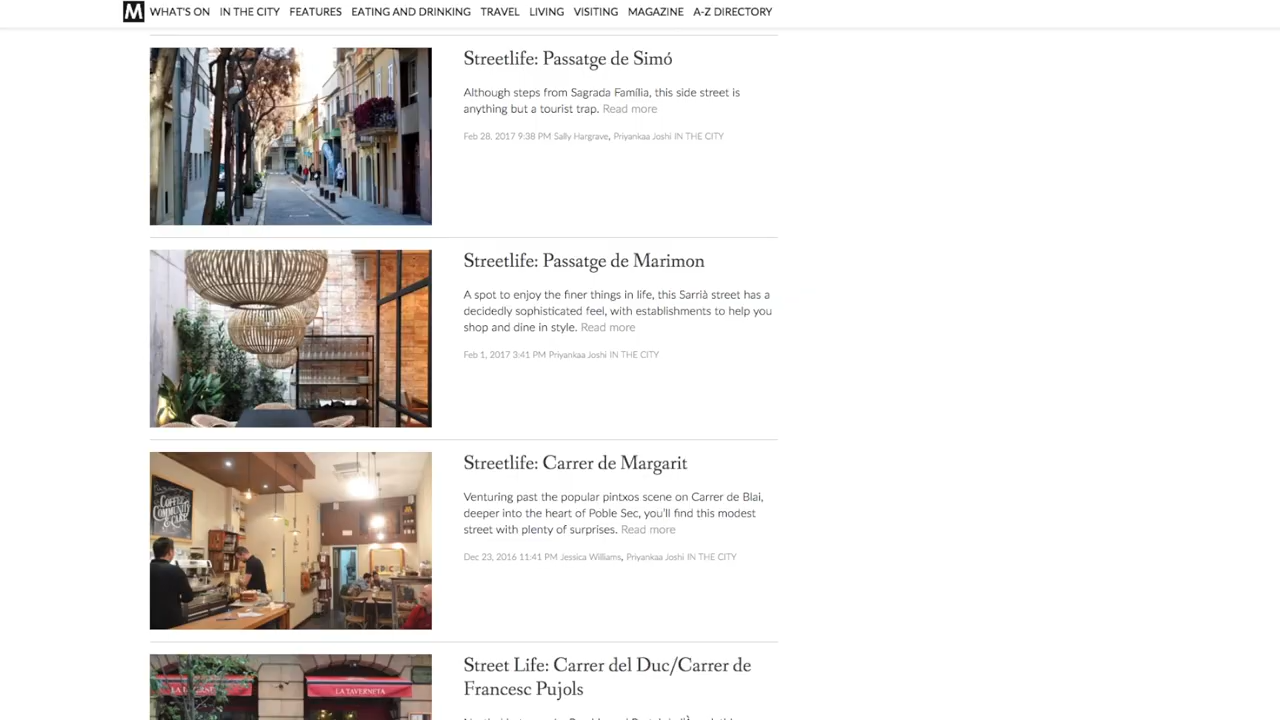 M WHAT'S ON IN THE CITY FEATURES EATING AND DRINKING TRAVEL LIVING VISITING MAGAZINE A-Z DIRECTORY
Streetlife: Passatge de Simó
Although steps from Sagrada Família, this side street is
anything but a tourist trap. Read more
Feb 28, 2017 9:38 PM Sally Hargrave, Priyankaa Joshi IN THE CITY
Streetlife: Passatge de Marimon
A spot to enjoy the finer things in life, this Sarrià street has a
decidedly sophisticated feel, with establishments to help you
shop and dine in style. Read more
Feb 1, 2017 3:41 PM Priyankaa Joshi IN THE CITY
COFFEE
COMMUNITY
& CAKE
Streetlife: Carrer de Margarit
Venturing past the popular pintxos scene on Carrer de Blai,
deeper into the heart of Poble Sec, you'll find this modest
street with plenty of surprises. Read more
Dec 23, 2016 11:41 PM Jessica Williams, Priyankaa Joshi IN THE CITY
LA TAVERNETA
Street Life: Carrer del Duc/Carrer de
Francesc Pujols